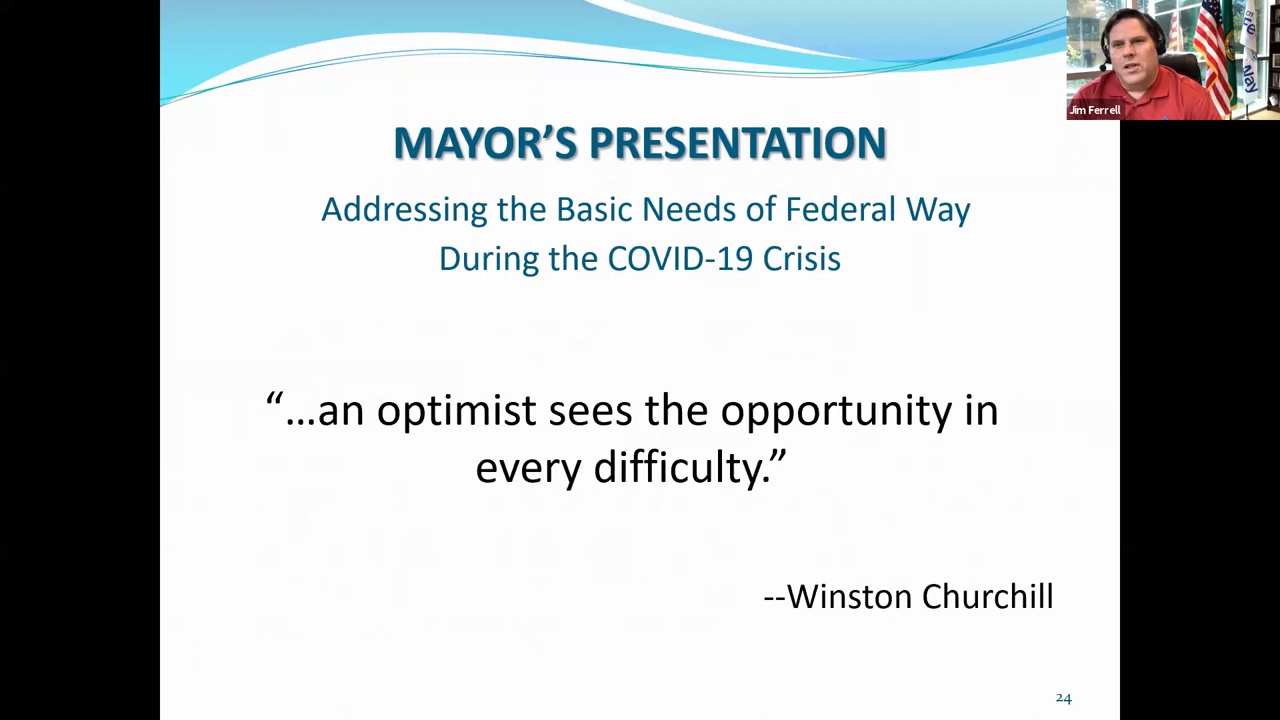 Jim Ferrell
MAYOR’S PRESENTATION
Addressing the Basic Needs of Federal Way
During the COVID-19 Crisis
“…an optimist sees the opportunity in
every difficulty.”
--Winston Churchill
24